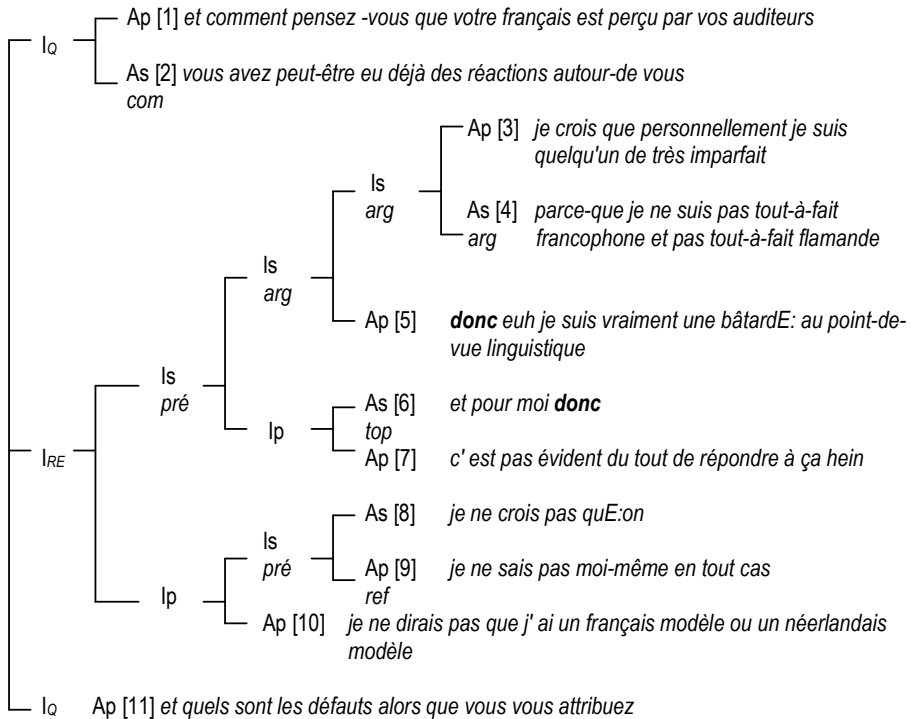 Ap [1] et comment pensez -vous que votre français est perçu par vos auditeurs
IQ
As [2] vous avez peut-être eu déjà des réactions autour-de vous
com
Ap [3] je crois que personnellement je suis
quelqu'un de très imparfait
Is
arg
As [4] parce-que je ne suis pas tout-à-fait
arg francophone et pas tout-à-fait flamande
Is
arg
Ap [5] donc euh je suis vraiment une bâtardE: au point-de-
vue linguistique
Is
pré
As [6] et pour moi donc
top
Ip
Ap [7] c' est pas évident du tout de répondre à ça hein
IRE
As [8] je ne crois pas quE:on
Is
pré
Ap [9] je ne sais pas moi-même en tout cas
ref
Ip
Ap [10] je ne dirais pas que j' ai un français modèle ou un néerlandais
modèle
IQ Ap [11] et quels sont les défauts alors que vous vous attribuez